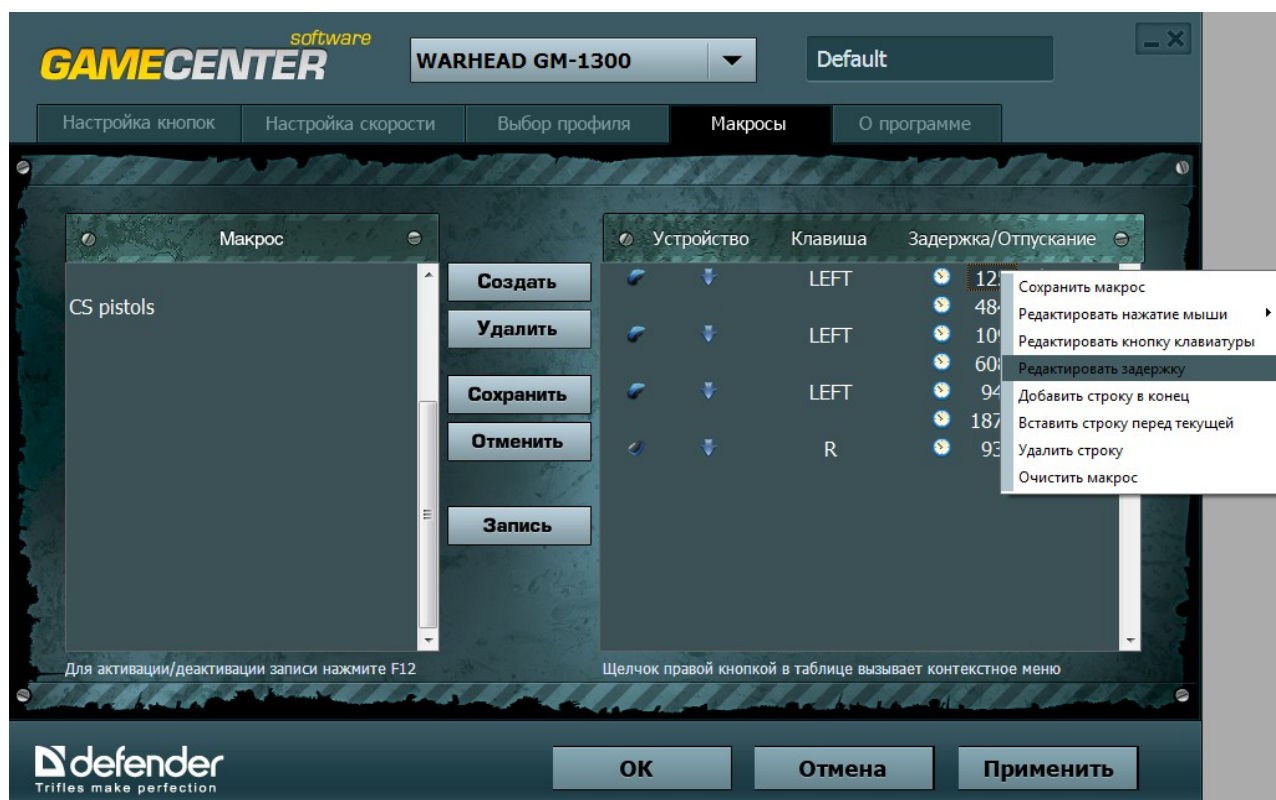 software
GAMECENTER
WARHEAD GM-1300
Default
Настройка кнопок
Настройка скорости
Выбор профиля
Макросы
О программе
Макрос
CS pistols
Создать
Удалить
Сохранить
Отменить
Запись
Устройство Клавиша Задержка/Отпускание
LEFT
LEFT
LEFT
R 93
Сохранить макрос
Редактировать нажатие мыши
Редактировать кнопку клавиатуры
Редактировать задержку
Добавить строку в конец
Вставить строку перед текущей
Удалить строку
Очистить макрос
Для активации/деактивации записи нажмите F12
Щелчок правой кнопкой в таблице вызывает контекстное меню
defender
Trifles make perfection
ОК
Отмена
Применить